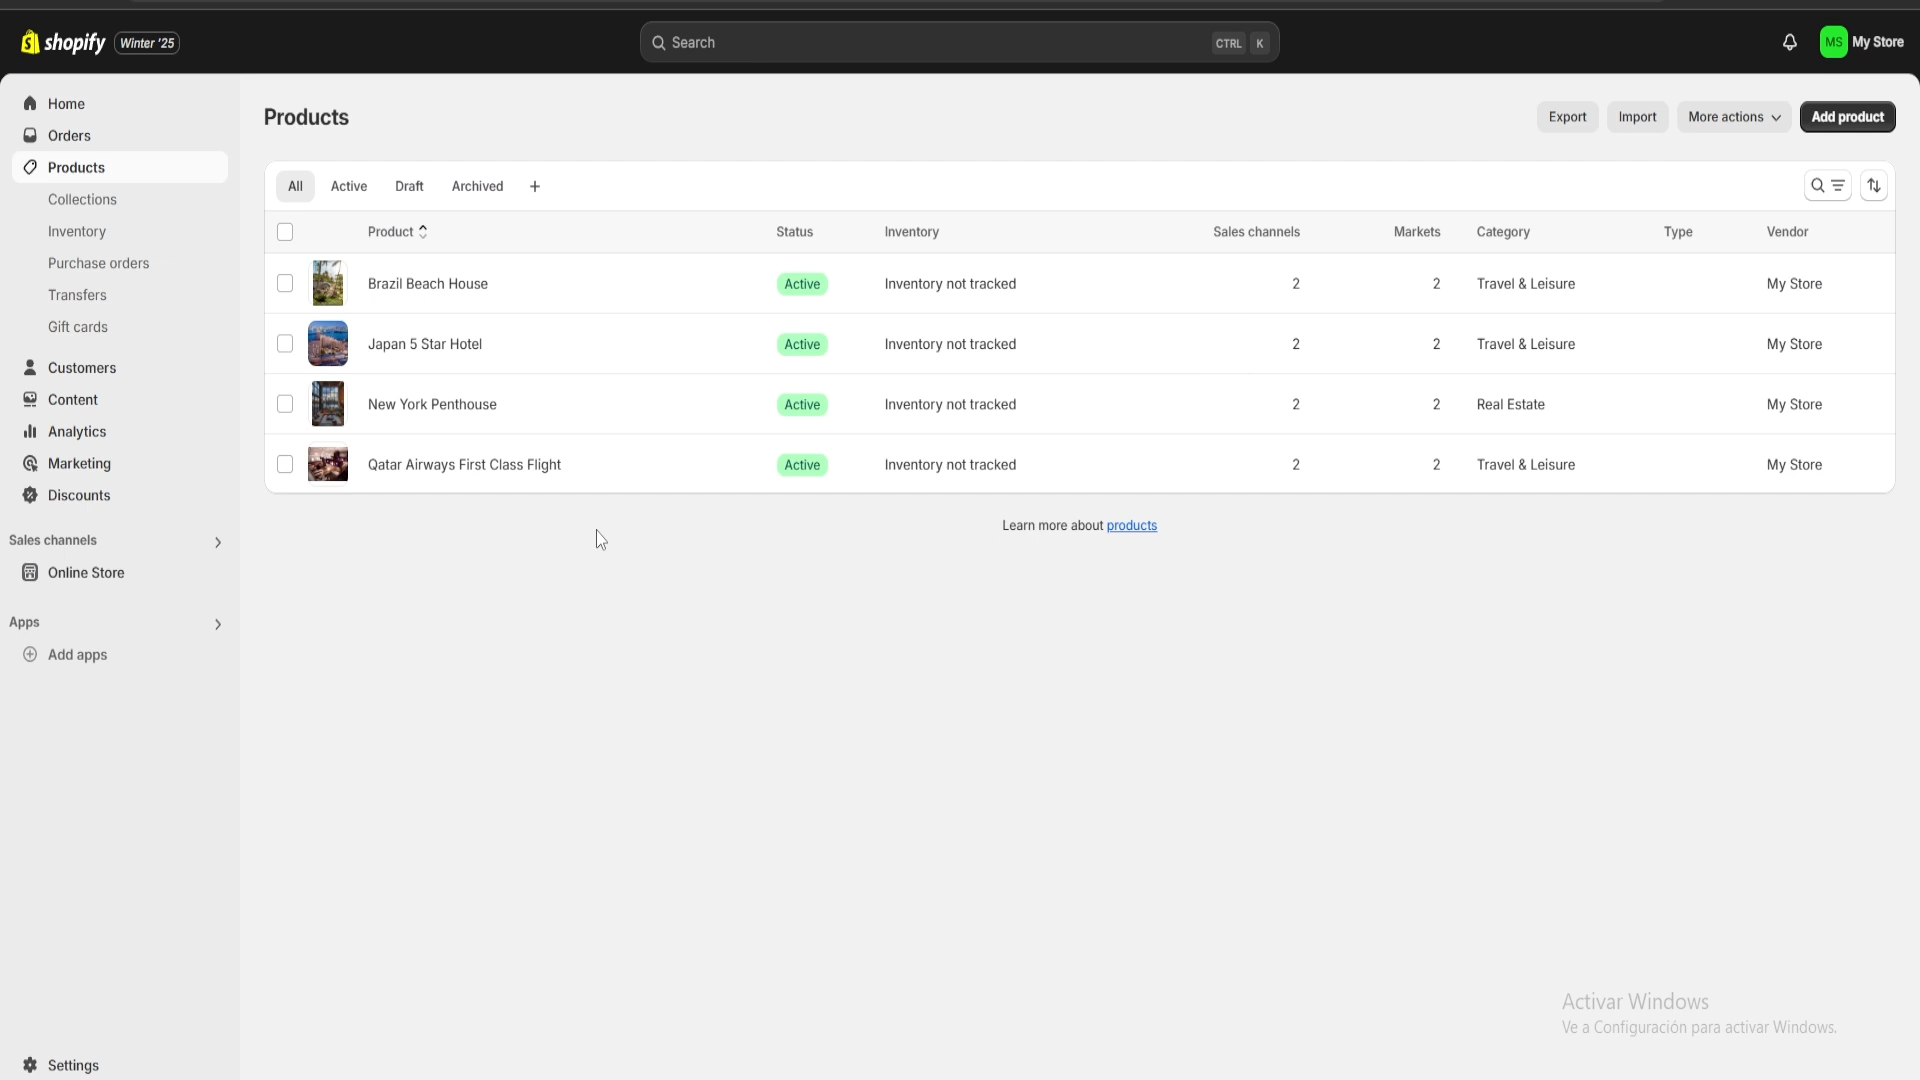 shopify Winter '25
Search
CTRL K
MS My Store
Home
Orders
Products
Collections
Inventory
Purchase orders
Transfers
Gift cards
Customers
Content
Analytics
Marketing
Discounts
Sales channels
Online Store
Apps
Add apps
Settings
Products
Export Import More actions Add product
All Active Draft Archived +
Product Status Inventory Sales channels Markets Category Type Vendor
Brazil Beach House Active Inventory not tracked 2 2 Travel & Leisure My Store
Japan 5 Star Hotel Active Inventory not tracked 2 2 Travel & Leisure My Store
New York Penthouse Active Inventory not tracked 2 2 Real Estate My Store
Qatar Airways First Class Flight Active Inventory not tracked 2 2 Travel & Leisure My Store
Learn more about products
Activar Windows
Ve a Configuración para activar Windows.